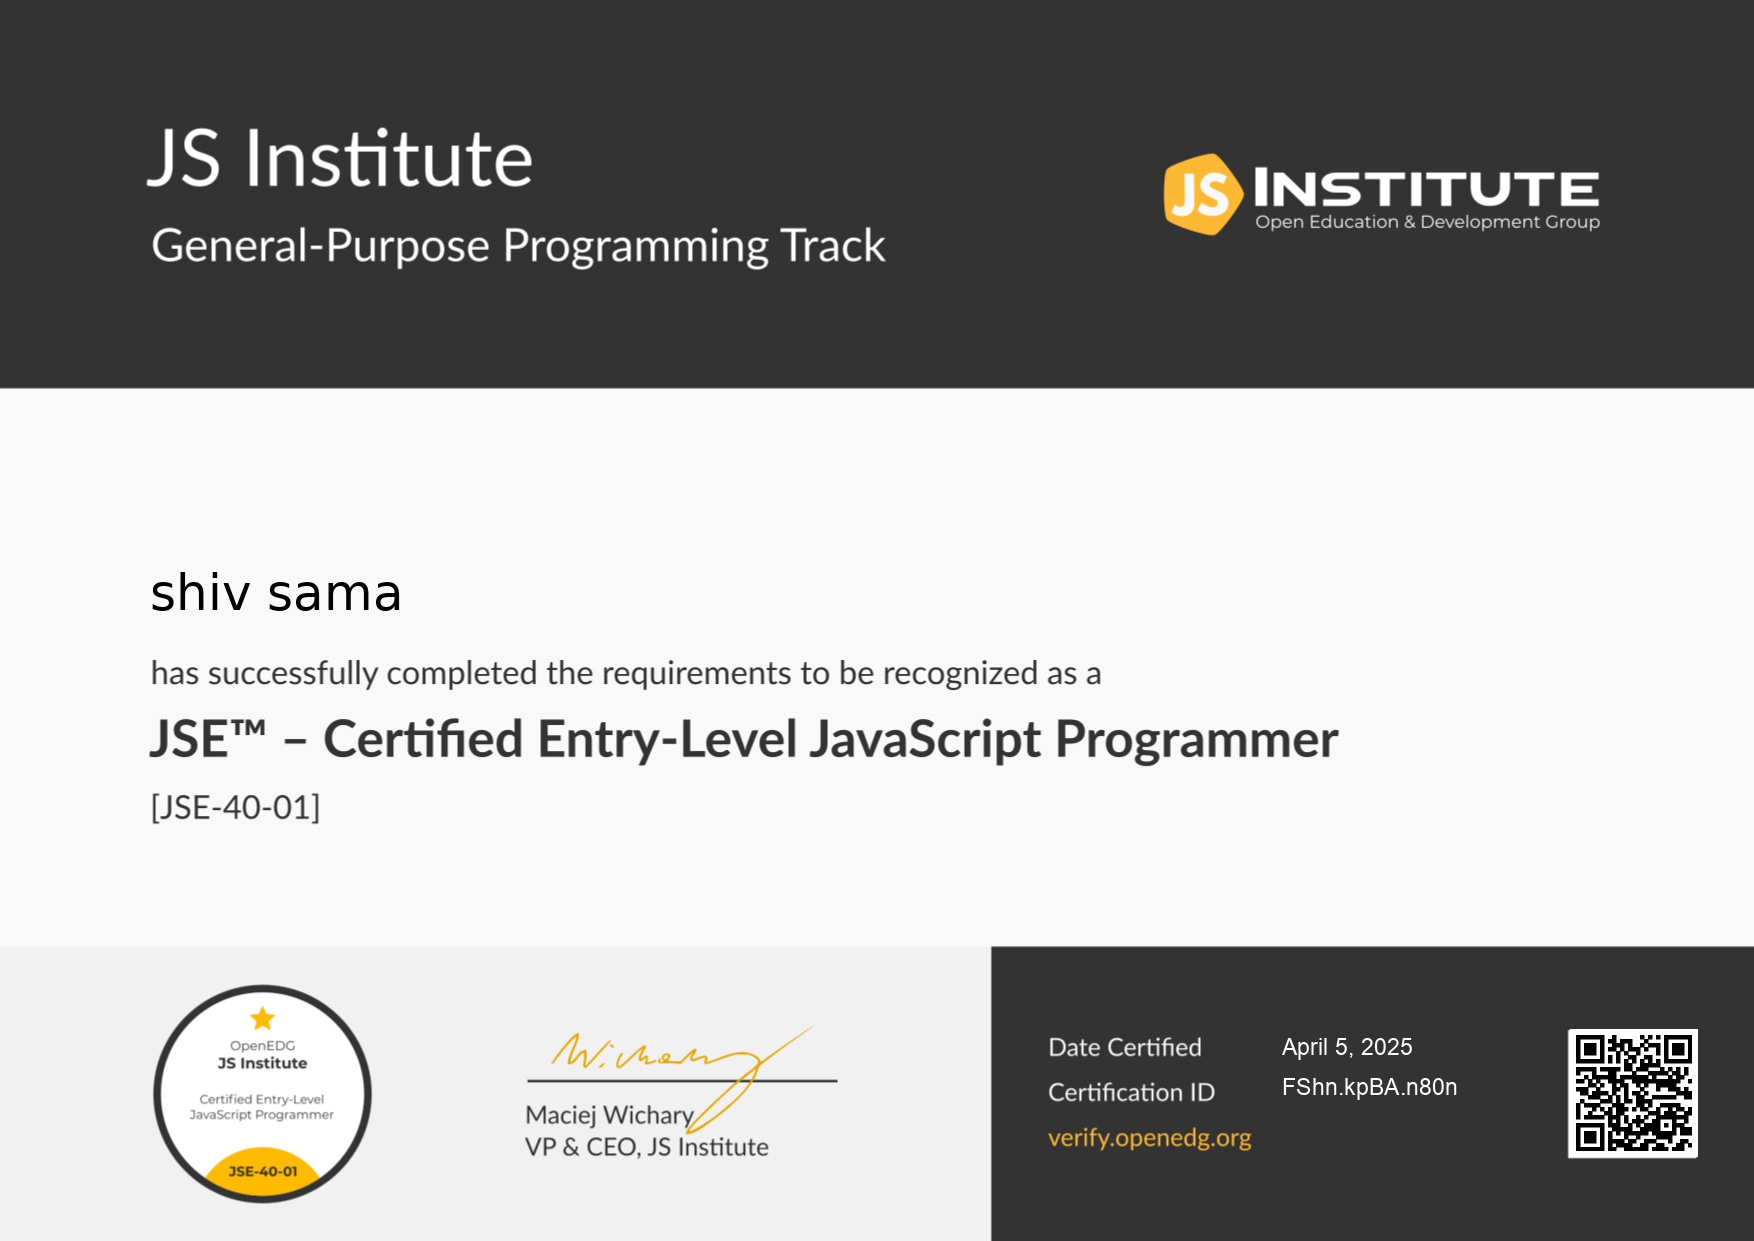 JS Institute
General-Purpose Programming Track
JS INSTITUTE
Open Education & Development Group
shiv sama
has successfully completed the requirements to be recognized as a
JSE™ – Certified Entry-Level JavaScript Programmer
[JSE-40-01]
OpenEDG
JS Institute
Certified Entry-Level
JavaScript Programmer
JSE-40-01
Wichary
Maciej Wichary
VP & CEO, JS Institute
Date Certified April 5, 2025
Certification ID FShn.kpBA.n80n
verify.openedg.org